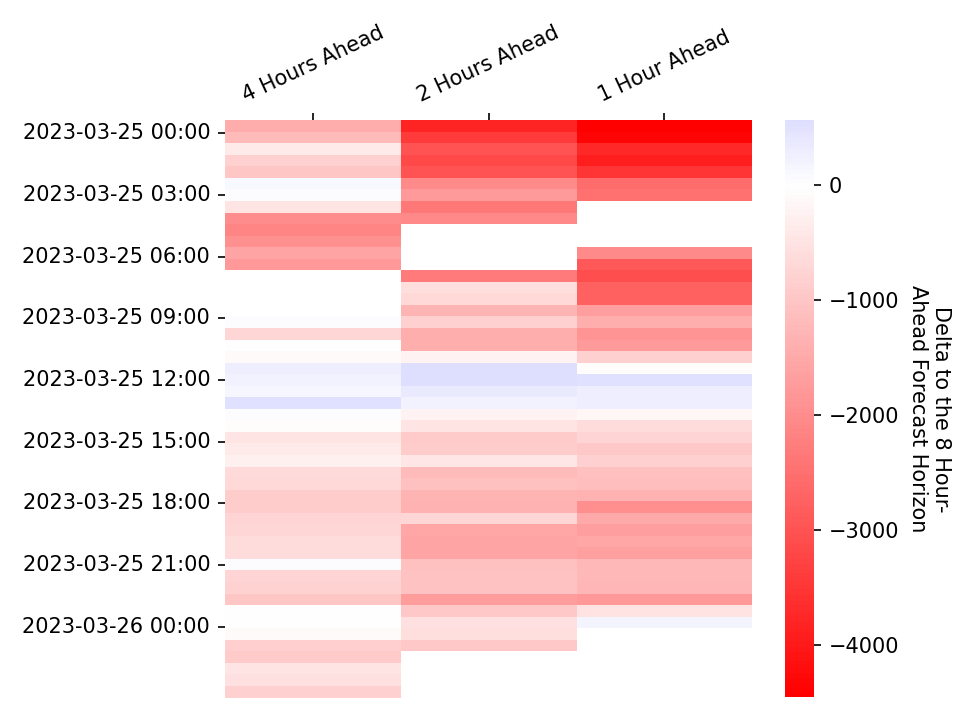 4 Hours Ahead
2 Hours Ahead
1 Hour Ahead
2023-03-25 00:00
2023-03-25 03:00
2023-03-25 06:00
2023-03-25 09:00
2023-03-25 12:00
2023-03-25 15:00
2023-03-25 18:00
2023-03-25 21:00
2023-03-26 00:00
0
−1000
−2000
−3000
−4000
Delta to the 8 Hour-
Ahead Forecast Horizon